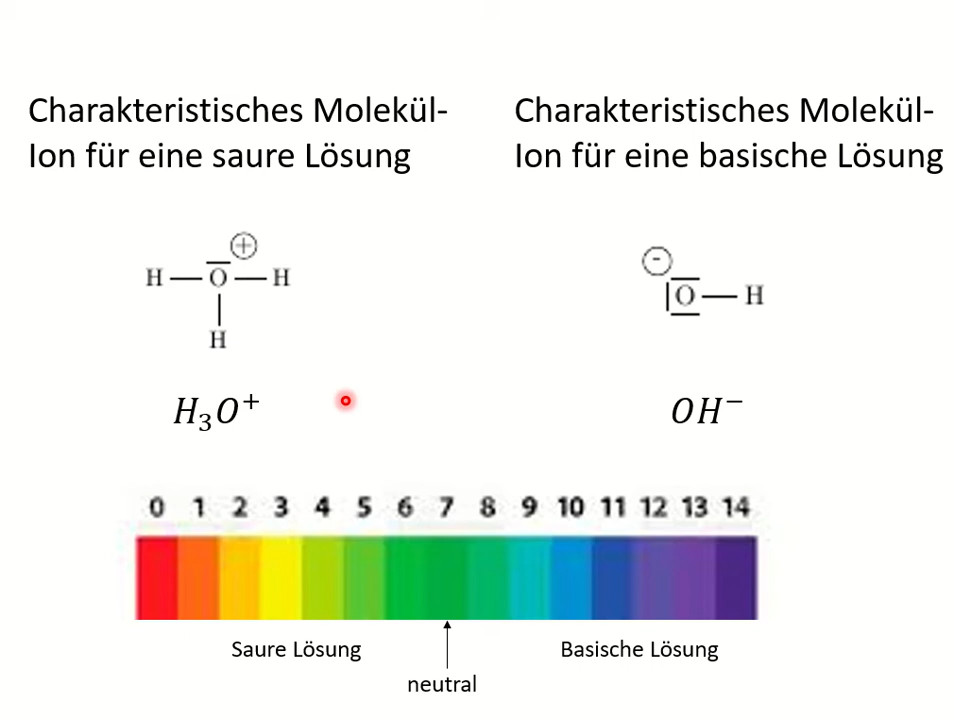 Charakteristisches Molekül-
Ion für eine saure Lösung
Charakteristisches Molekül-
Ion für eine basische Lösung
⊕
H — O — H
H
H₃O⁺
⊖
O — H
OH⁻
0 1 2 3 4 5 6 7 8 9 10 11 12 13 14
Saure Lösung
Basische Lösung
neutral